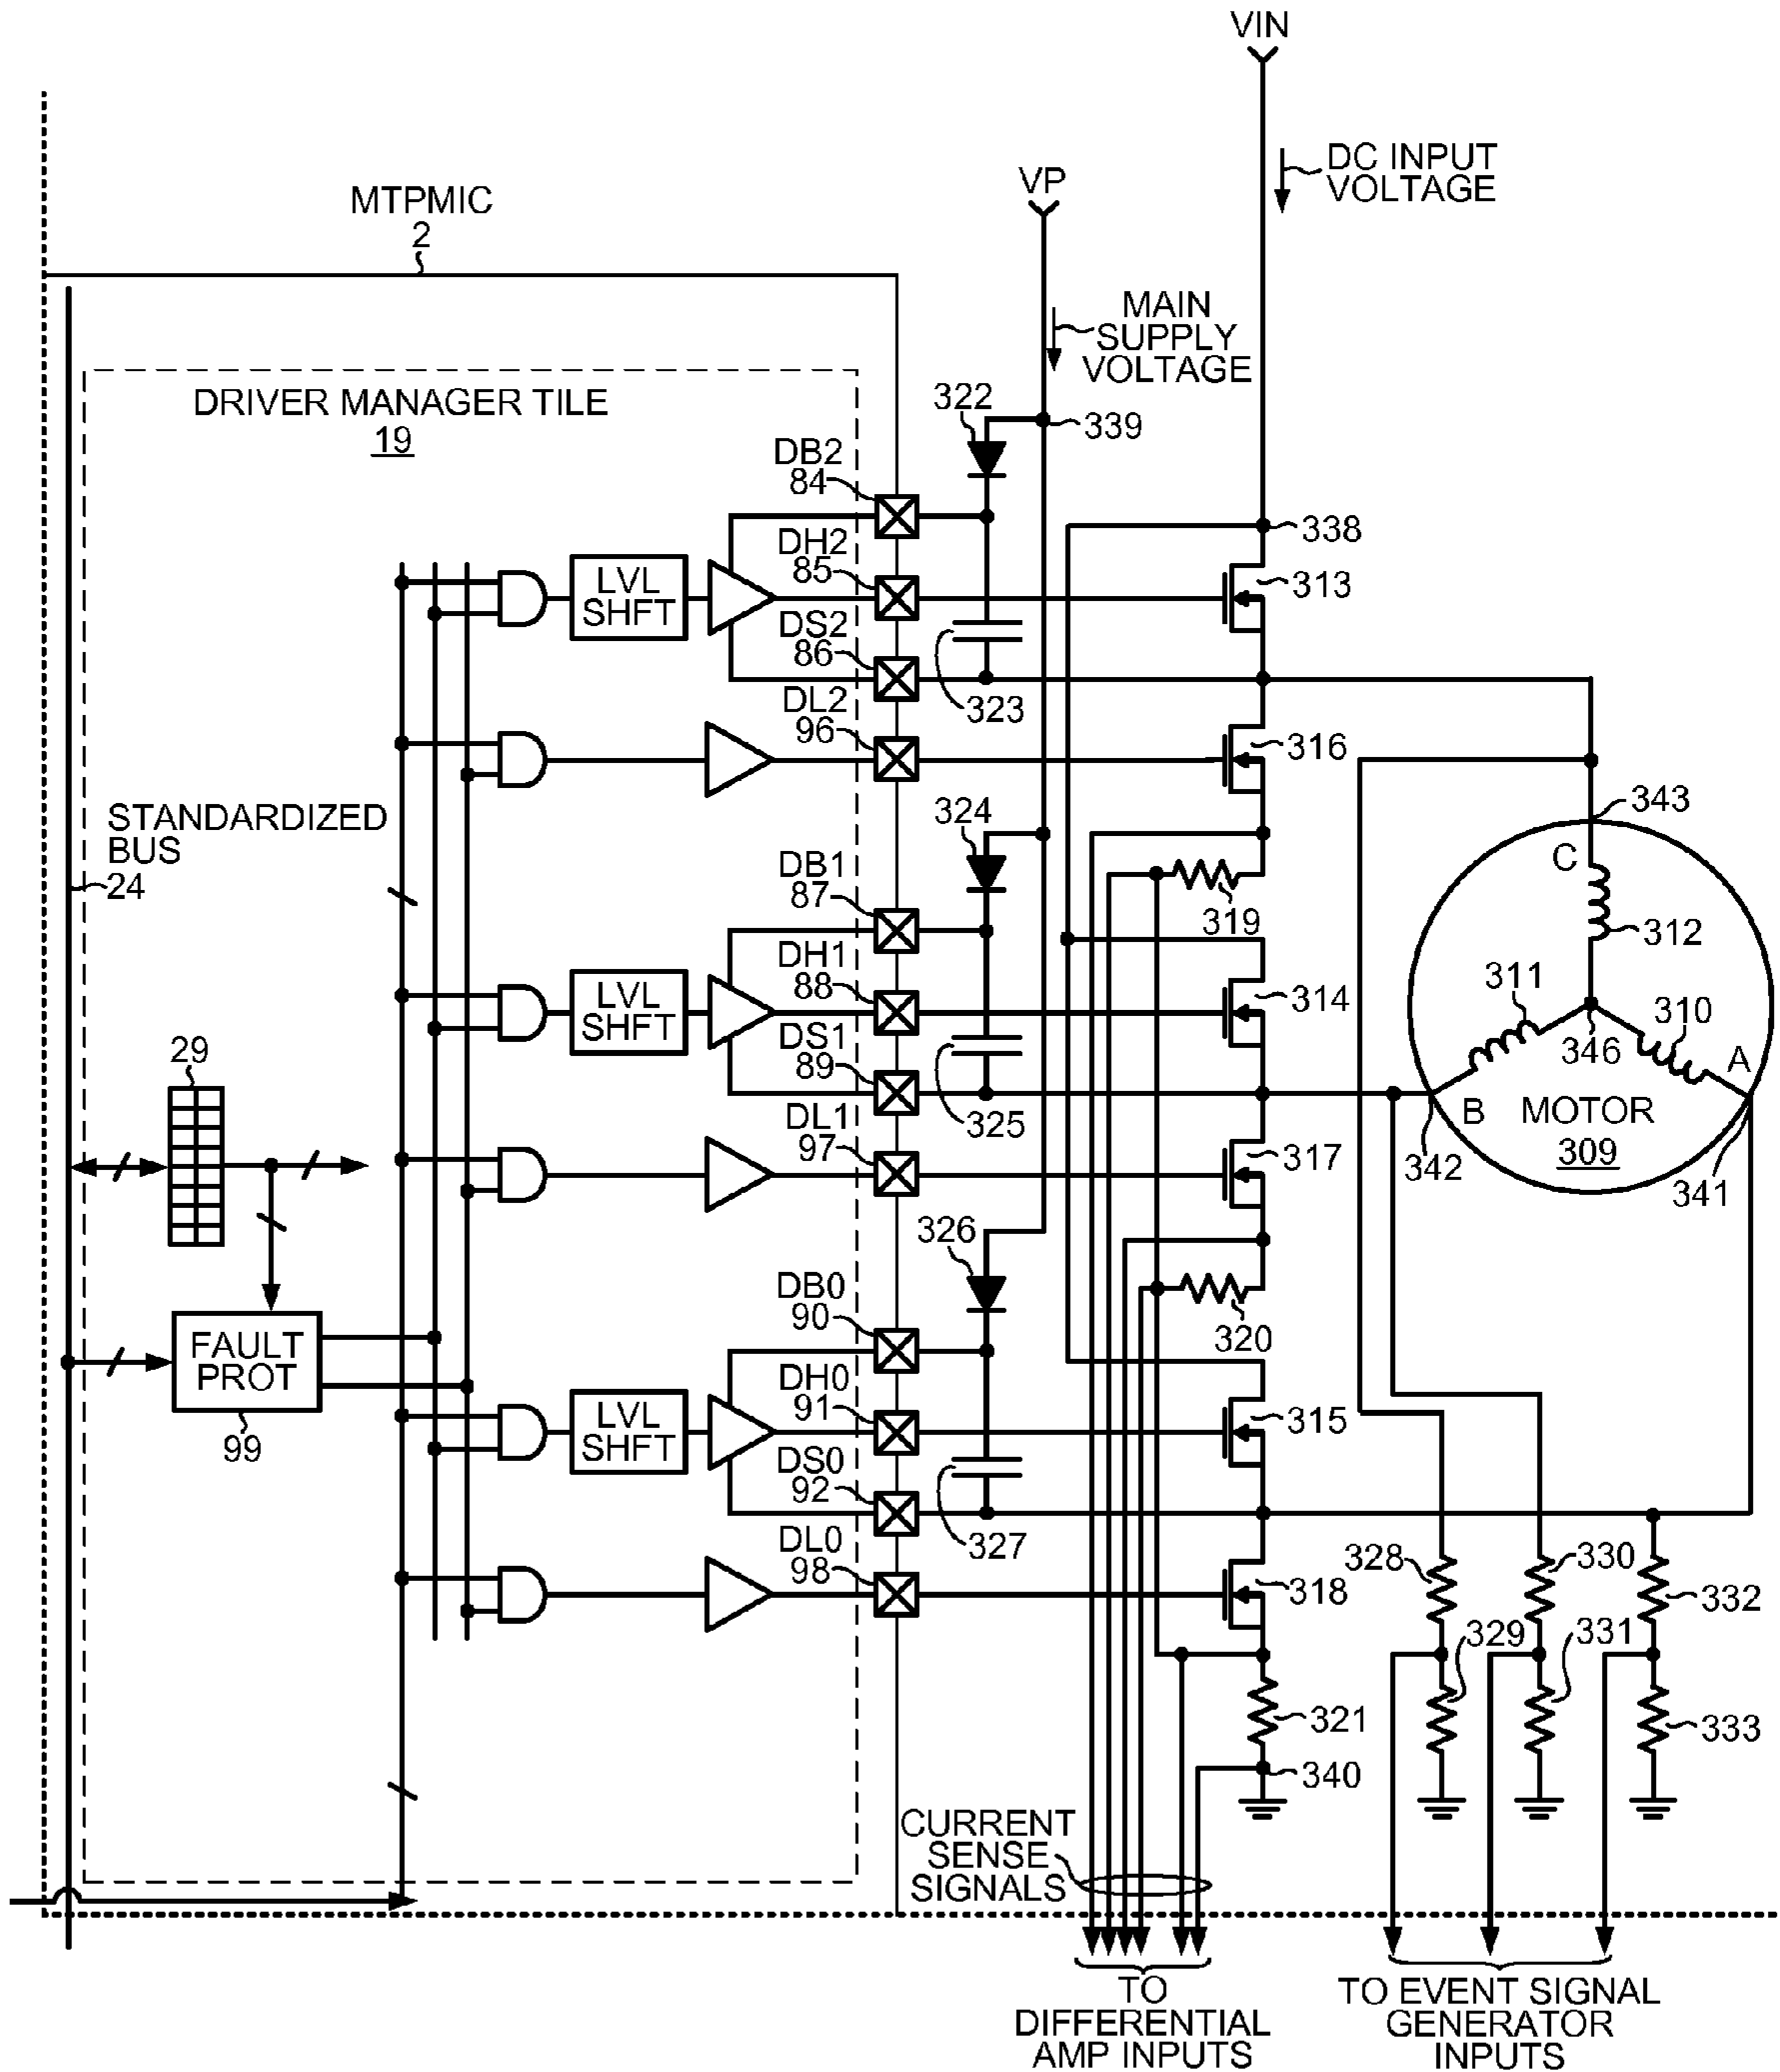 VIN
DC INPUT
VOLTAGE
VP
MTPMIC
2
MAIN
SUPPLY
VOLTAGE
DRIVER MANAGER TILE
19
322
339
DB2
84
338
DH2
85
LVL
SHFT
313
DS2
86
323
DL2
96
316
343
STANDARDIZED
BUS
24
324
C
DB1
87
319
312
DH1
88
LVL
SHFT
314
311
310
346
DS1
89
29
325
A
B
MOTOR
309
DL1
97
317
342
341
326
DB0
90
320
FAULT
PROT
99
DH0
91
LVL
SHFT
315
DS0
92
327
DL0
98
318
328
330
332
329
331
321
333
340
CURRENT
SENSE
SIGNALS
TO
DIFFERENTIAL
AMP INPUTS
TO EVENT SIGNAL
GENERATOR
INPUTS